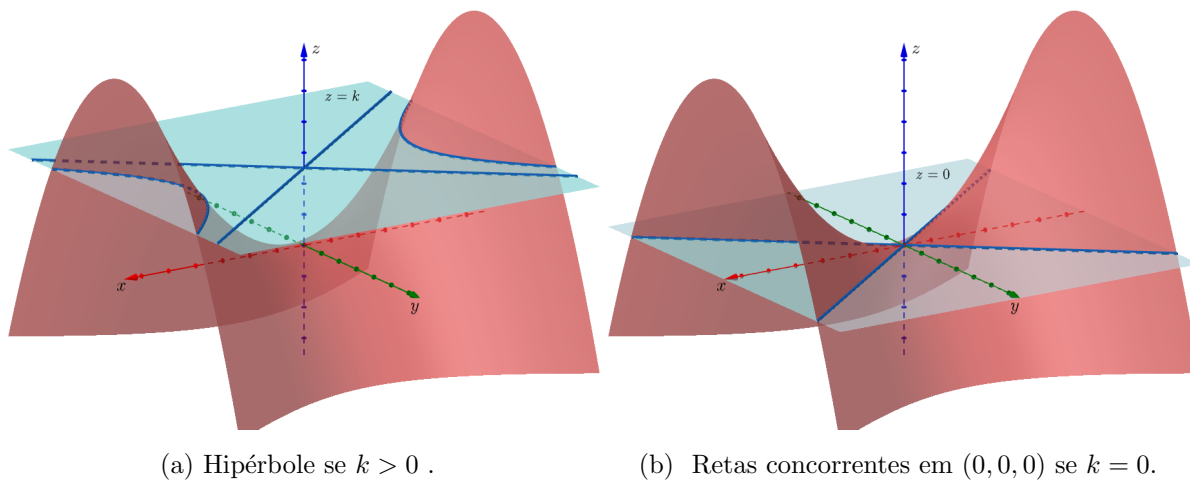 z
z = k
x
y
z
z = 0
x
y
(a) Hipérbole se k > 0 .
(b) Retas concorrentes em (0, 0, 0) se k = 0.